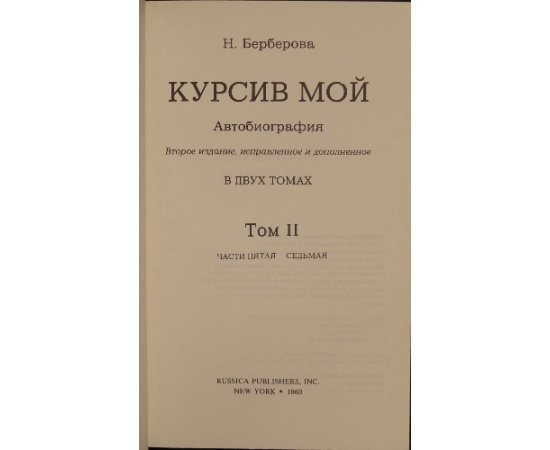 Н. Берберова
КУРСИВ МОЙ
Автобиография
Второе издание, исправленное и дополненное
В ДВУХ ТОМАХ
Том II
ЧАСТИ ПЯТАЯ СЕДЬМАЯ
RUSSICA PUBLISHERS, INC.
NEW YORK • 1983